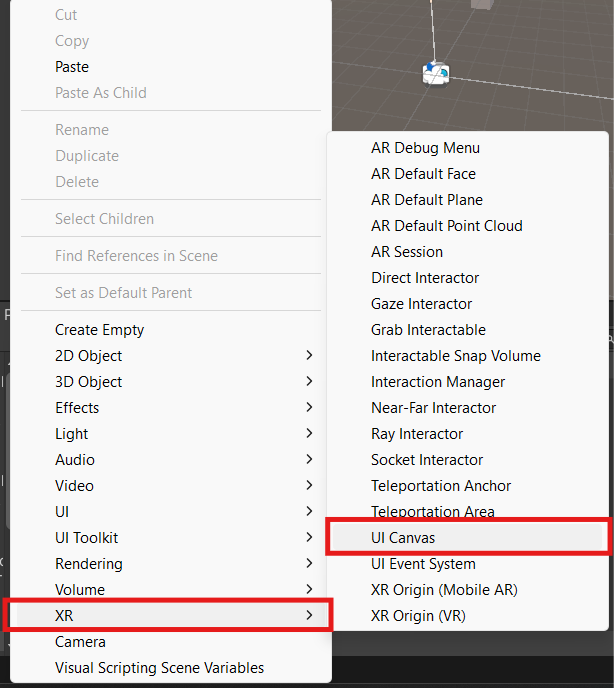 Cut
Copy
Paste
Paste As Child
Rename
Duplicate
Delete
Select Children
Find References in Scene
Set as Default Parent
Create Empty
2D Object
3D Object
Effects
Light
Audio
Video
UI
UI Toolkit
Rendering
Volume
XR
Camera
Visual Scripting Scene Variables
AR Debug Menu
AR Default Face
AR Default Plane
AR Default Point Cloud
AR Session
Direct Interactor
Gaze Interactor
Grab Interactable
Interactable Snap Volume
Interaction Manager
Near-Far Interactor
Ray Interactor
Socket Interactor
Teleportation Anchor
Teleportation Area
UI Canvas
UI Event System
XR Origin (Mobile AR)
XR Origin (VR)